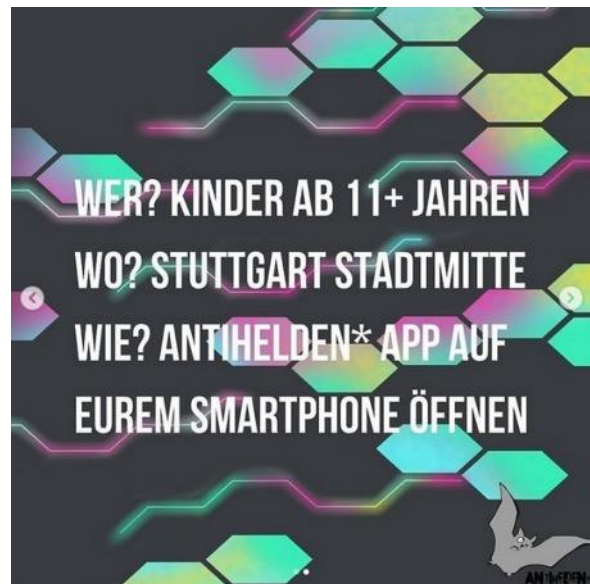 WER? KINDER AB 11+ JAHREN
WO? STUTTGART STADTMITTE
WIE? ANTIHELDEN* APP AUF
EUREM SMARTPHONE ÖFFNEN